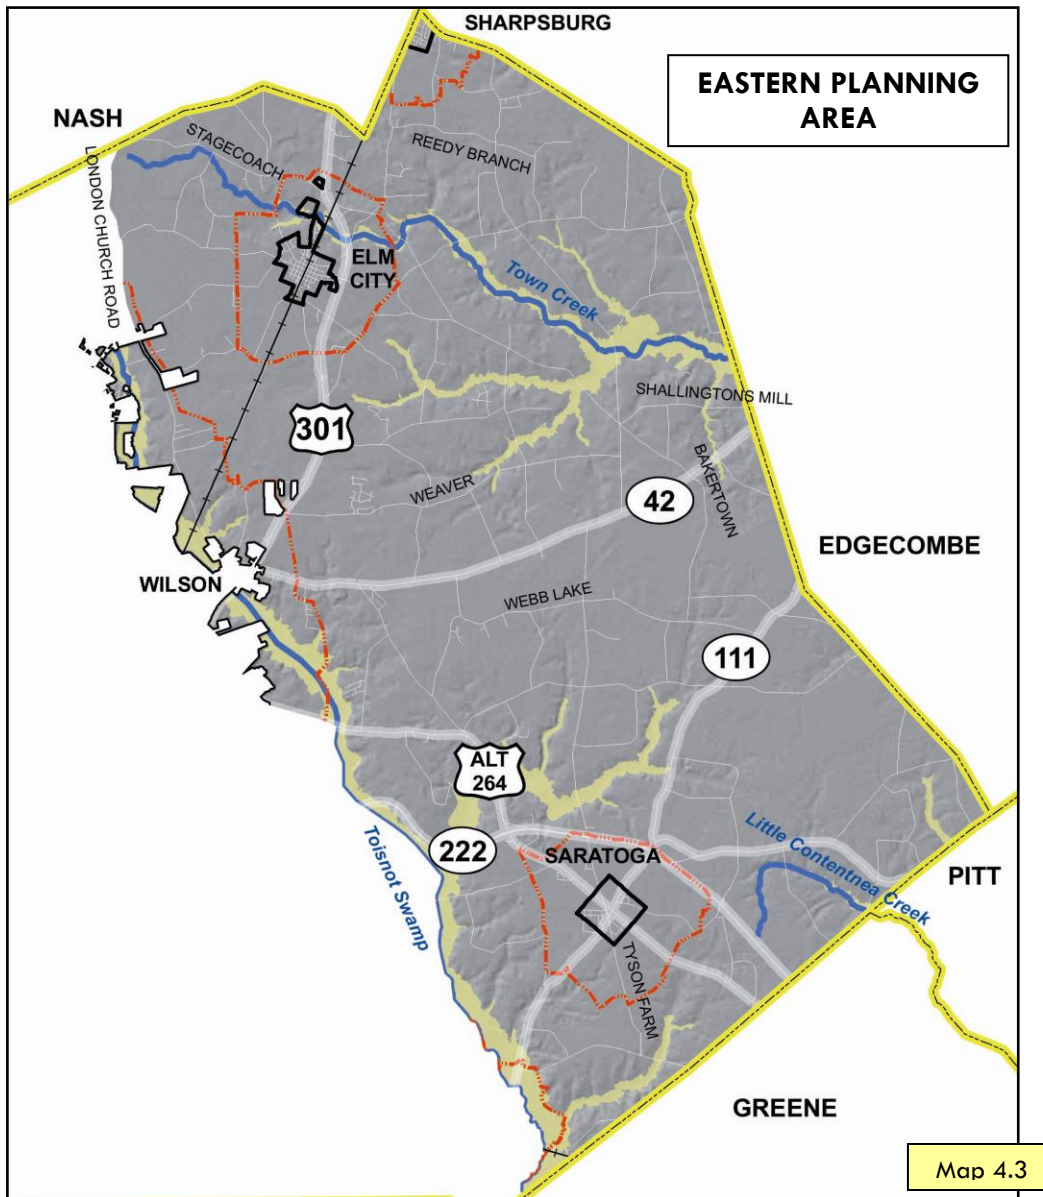 SHARPSBURG
EASTERN PLANNING
AREA
NASH
STAGECOACH
REEDY BRANCH
LONDON CHURCH ROAD
ELM
CITY
Town Creek
SHALLINGTONS MILL
301
BAKERTOWN
WEAVER
42
EDGECOMBE
WILSON
WEBB LAKE
111
ALT
264
Toisnot Swamp
222
SARATOGA
Little Contentnea Creek
PITT
TYSON FARM
GREENE
Map 4.3